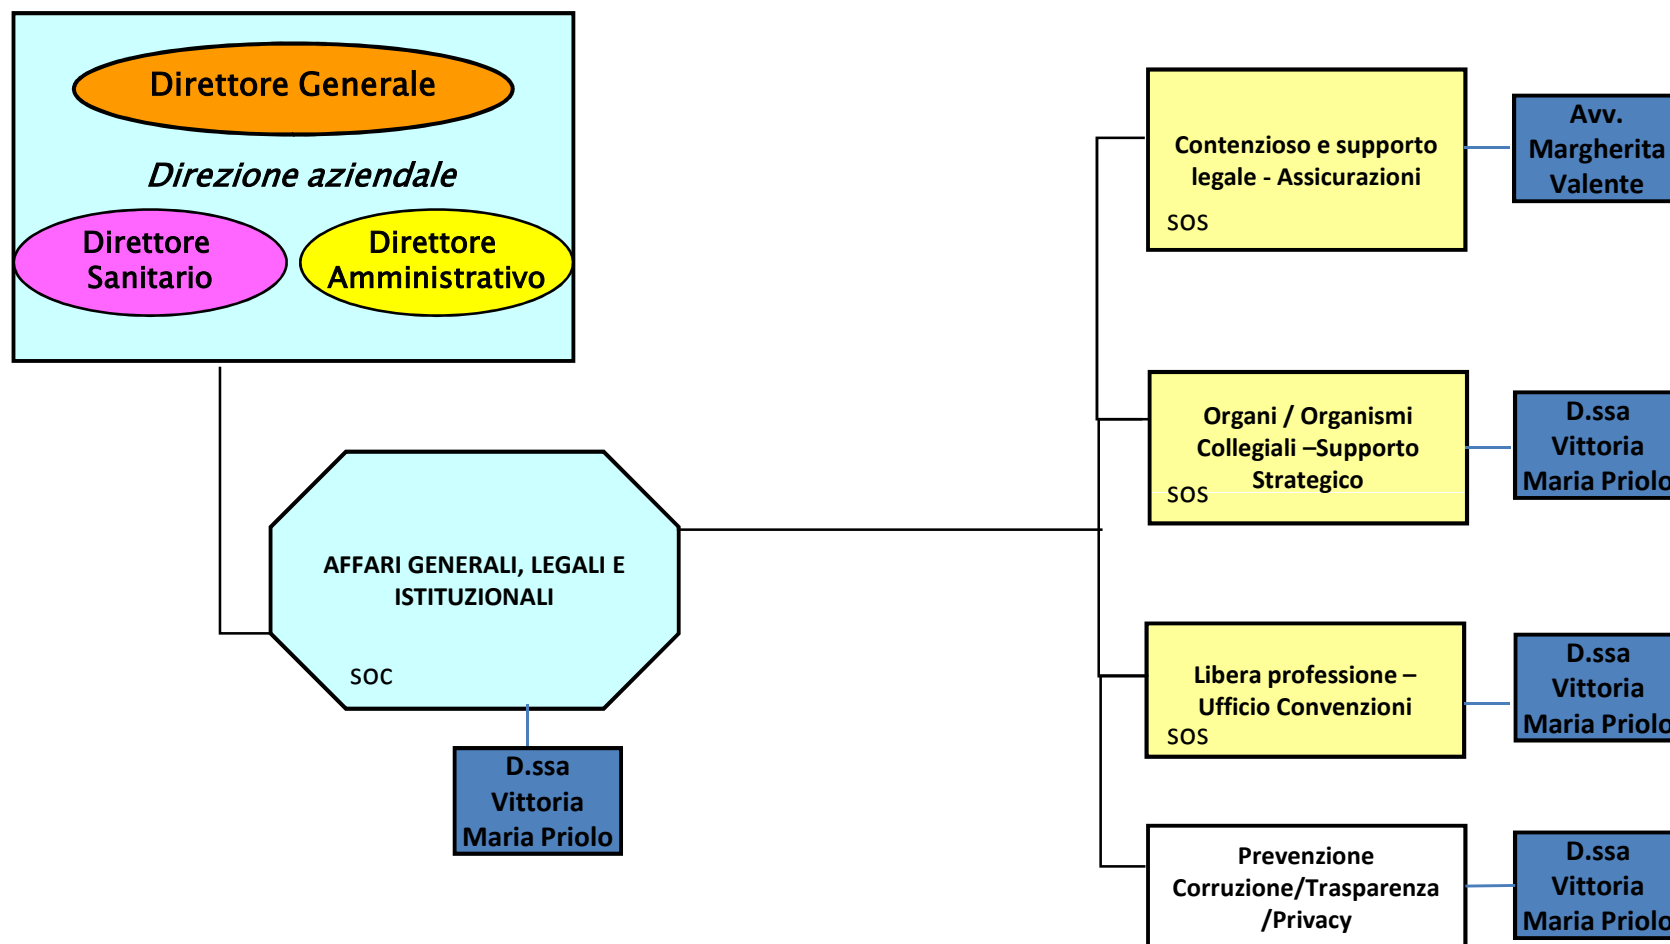 Direttore Generale
Direzione aziendale
Direttore
Sanitario
Direttore
Amministrativo
AFFARI GENERALI, LEGALI E
ISTITUZIONALI
SOC
D.ssa
Vittoria
Maria Priolo
Contenzioso e supporto
legale - Assicurazioni
SOS
Avv.
Margherita
Valente
Organi / Organismi
Collegiali –Supporto
Strategico
SOS
D.ssa
Vittoria
Maria Priolo
Libera professione –
Ufficio Convenzioni
SOS
D.ssa
Vittoria
Maria Priolo
Prevenzione
Corruzione/Trasparenza
/Privacy
D.ssa
Vittoria
Maria Priolo